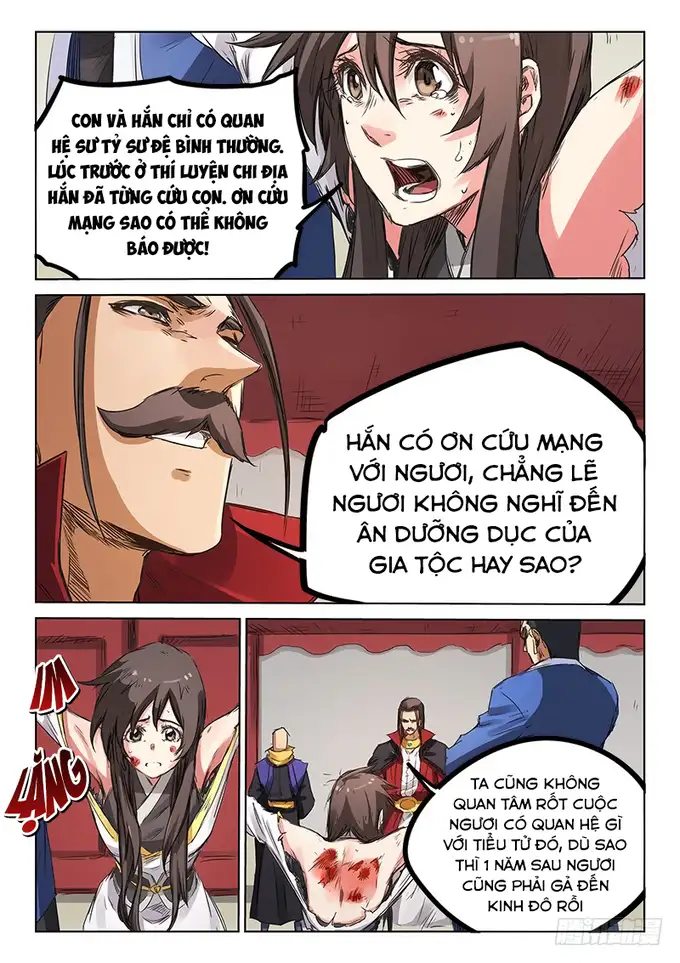 CON VÀ HẮN CHỈ CÓ QUAN
HỆ SƯ TỶ SƯ ĐỆ BÌNH THƯỜNG.
LÚC TRƯỚC Ở THÍ LUYỆN CHI ĐỊA
HẮN ĐÃ TỪNG CỨU CON. ƠN CỨU
MẠNG SAO CÓ THỂ KHÔNG
BÁO ĐƯỢC!
HẮN CÓ ƠN CỨU MẠNG
VỚI NGƯƠI, CHẲNG LẼ
NGƯƠI KHÔNG NGHĨ ĐẾN
ÂN DƯỠNG DỤC CỦA
GIA TỘC HAY SAO?
IM
LẶNG
TA CŨNG KHÔNG
QUAN TÂM RỐT CUỘC
NGƯƠI CÓ QUAN HỆ GÌ
VỚI TIỂU TỬ ĐÓ, DÙ SAO
THÌ 1 NĂM SAU NGƯƠI
CŨNG PHẢI GẢ ĐẾN
KINH ĐÔ RỒI